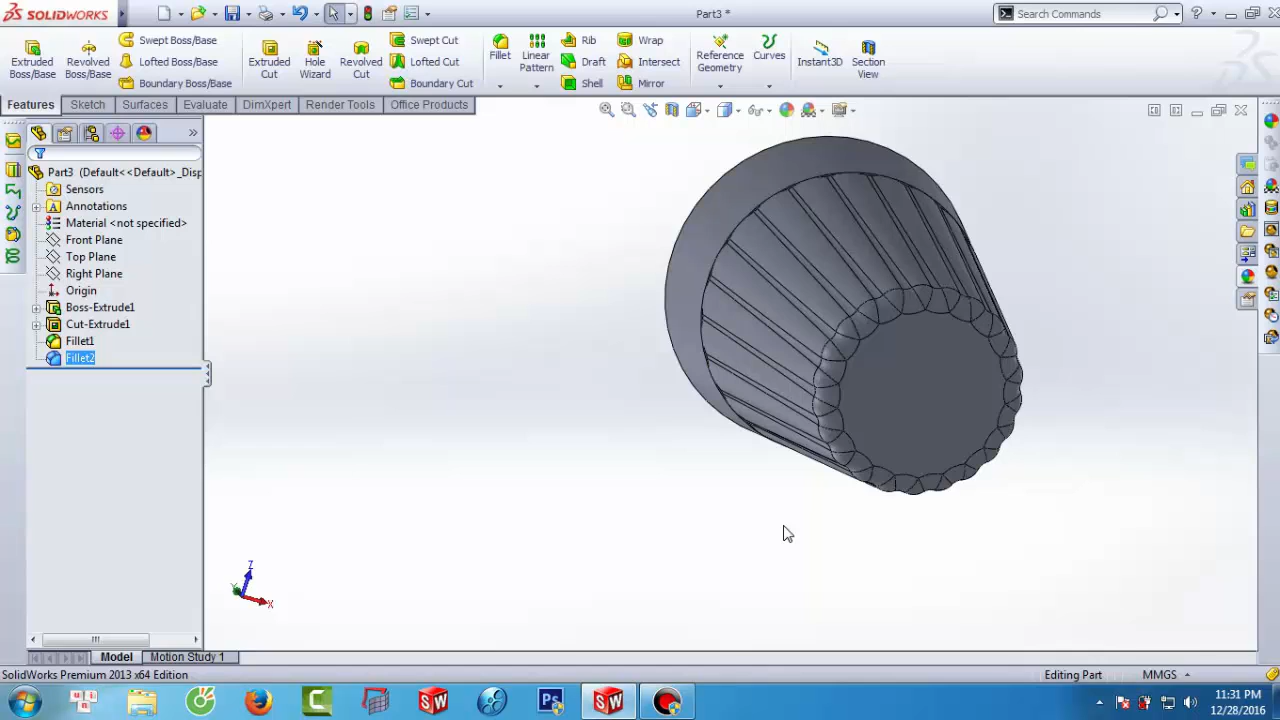 SOLIDWORKS
Part3 *
Search Commands
Extruded Boss/Base
Revolved Boss/Base
Swept Boss/Base
Lofted Boss/Base
Boundary Boss/Base
Extruded Cut
Hole Wizard
Revolved Cut
Swept Cut
Lofted Cut
Boundary Cut
Fillet
Linear Pattern
Rib
Draft
Shell
Wrap
Intersect
Mirror
Reference Geometry
Curves
Instant3D
Section View
Features
Sketch
Surfaces
Evaluate
DimXpert
Render Tools
Office Products
Part3 (Default<<Default>_Disp
Sensors
Annotations
Material <not specified>
Front Plane
Top Plane
Right Plane
Origin
Boss-Extrude1
Cut-Extrude1
Fillet1
Fillet2
Z
Y
X
Model
Motion Study 1
SolidWorks Premium 2013 x64 Edition
Editing Part
MMGS
11:31 PM
12/28/2016